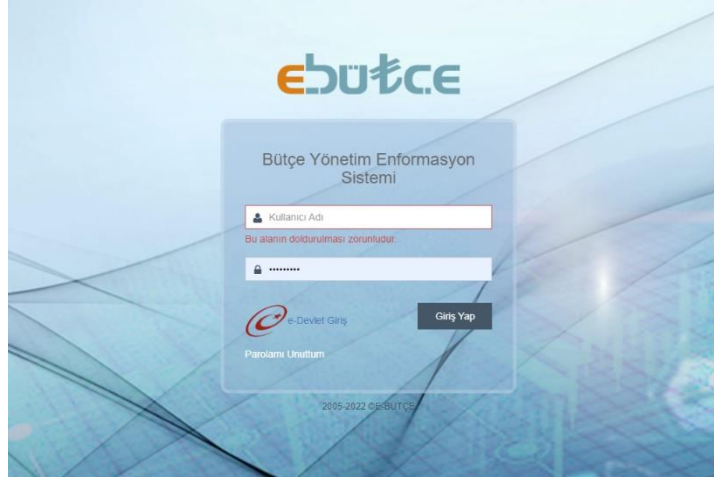 ebütçe
Bütçe Yönetim Enformasyon
Sistemi
Kullanıcı Adı
Bu alanın doldurulması zorunludur.
•••••••••
e-Devlet Giriş
Giriş Yap
Parolamı Unuttum
2005-2022 ©E-BÜTÇE